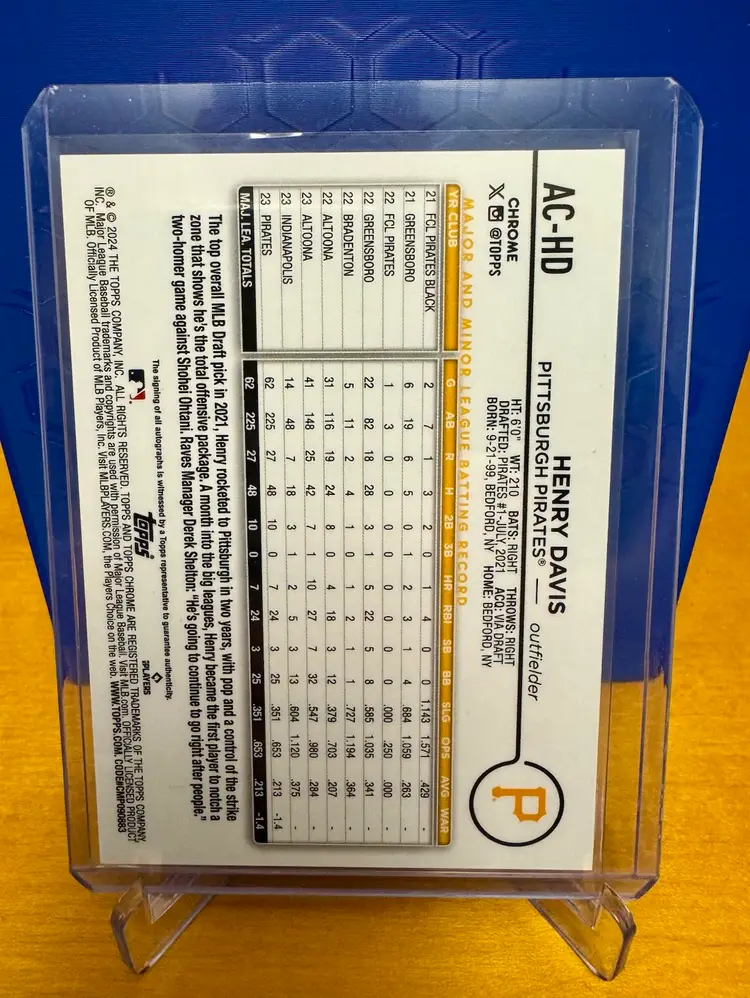 AC-HD
HENRY DAVIS
PITTSBURGH PIRATES® — outfielder
CHROME
@TOPPS
HT: 6'0" WT: 210 BATS: RIGHT THROWS: RIGHT
DRAFTED: PIRATES #1-JULY, 2021 ACQ: VIA DRAFT
BORN: 9-21-99, BEDFORD, NY HOME: BEDFORD, NY
P
MAJOR AND MINOR LEAGUE BATTING RECORD
YR CLUB G AB R H 2B 3B HR RBI SB BB SLG OPS AVG WAR
21 FCL PIRATES BLACK 2 7 1 3 2 0 1 4 0 0 1.143 1.571 .429 -
21 GREENSBORO 6 19 6 5 0 1 2 3 1 4 .684 1.059 .263 -
22 FCL PIRATES 1 3 0 0 0 0 0 0 0 0 .000 .250 .000 -
22 GREENSBORO 22 82 18 28 3 1 5 22 5 8 .585 1.035 .341 -
22 BRADENTON 5 11 2 4 1 0 1 2 1 1 .727 1.194 .364 -
22 ALTOONA 31 116 19 24 8 0 4 18 3 12 .379 .703 .207 -
23 ALTOONA 41 148 25 42 7 1 10 27 7 32 .547 .980 .284 -
23 INDIANAPOLIS 14 48 7 18 3 1 2 5 3 13 .604 1.120 .375 -
23 PIRATES 62 225 27 48 10 0 7 24 3 25 .351 .653 .213 -1.4
MAJ. LEA. TOTALS 62 225 27 48 10 0 7 24 3 25 .351 .653 .213 -1.4
The top overall MLB Draft pick in 2021, Henry rocketed to Pittsburgh in two years, with pop and a control of the strike
zone that shows he's the total offensive package. A month into the big leagues, Henry became the first player to notch a
two-homer game against Shohei Ohtani. Raves Manager Derek Shelton: "He's going to continue to go right after people."
The signing of all autographs is witnessed by a Topps representative to guarantee authenticity.
Topps
PLAYERS
® & © 2024 THE TOPPS COMPANY, INC. ALL RIGHTS RESERVED. TOPPS AND TOPPS CHROME ARE REGISTERED TRADEMARKS OF THE TOPPS COMPANY,
INC. Major League Baseball trademarks and copyrights are used with permission of Major League Baseball. Visit MLB.com. OFFICIALLY LICENSED PRODUCT
OF MLB. Officially Licensed Product of MLB Players, Inc. Visit MLBPLAYERS.COM, the Players Choice on the web. WWW.TOPPS.COM. CODE#CMP090883